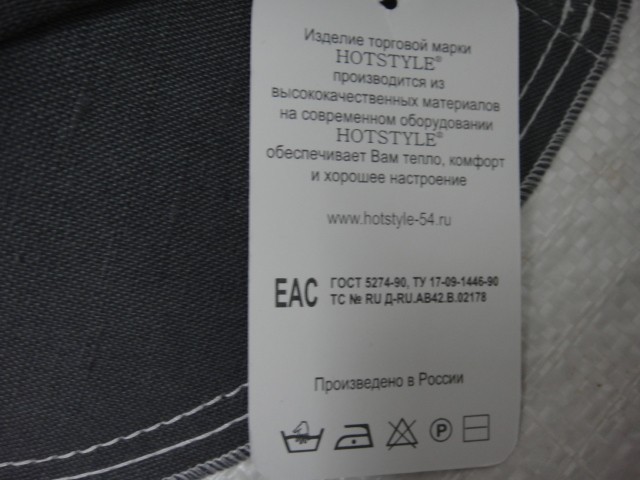 Изделие торговой марки
HOTSTYLE®
производится из
высококачественных материалов
на современном оборудовании
HOTSTYLE®
обеспечивает Вам тепло, комфорт
и хорошее настроение
www.hotstyle-54.ru
EAC
ГОСТ 5274-90, ТУ 17-09-1446-90
ТС № RU Д-RU.АВ42.В.02178
Произведено в России
P